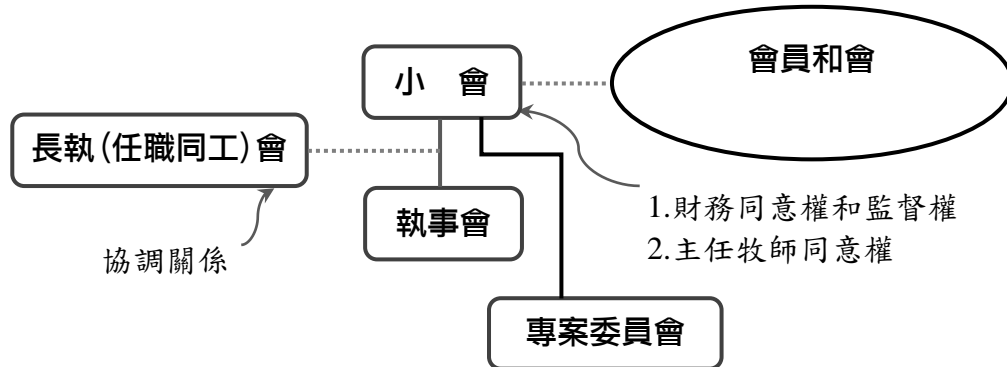 會員和會
小 會
長執(任職同工)會
執事會
1.財務同意權和監督權
2.主任牧師同意權
協調關係
專案委員會